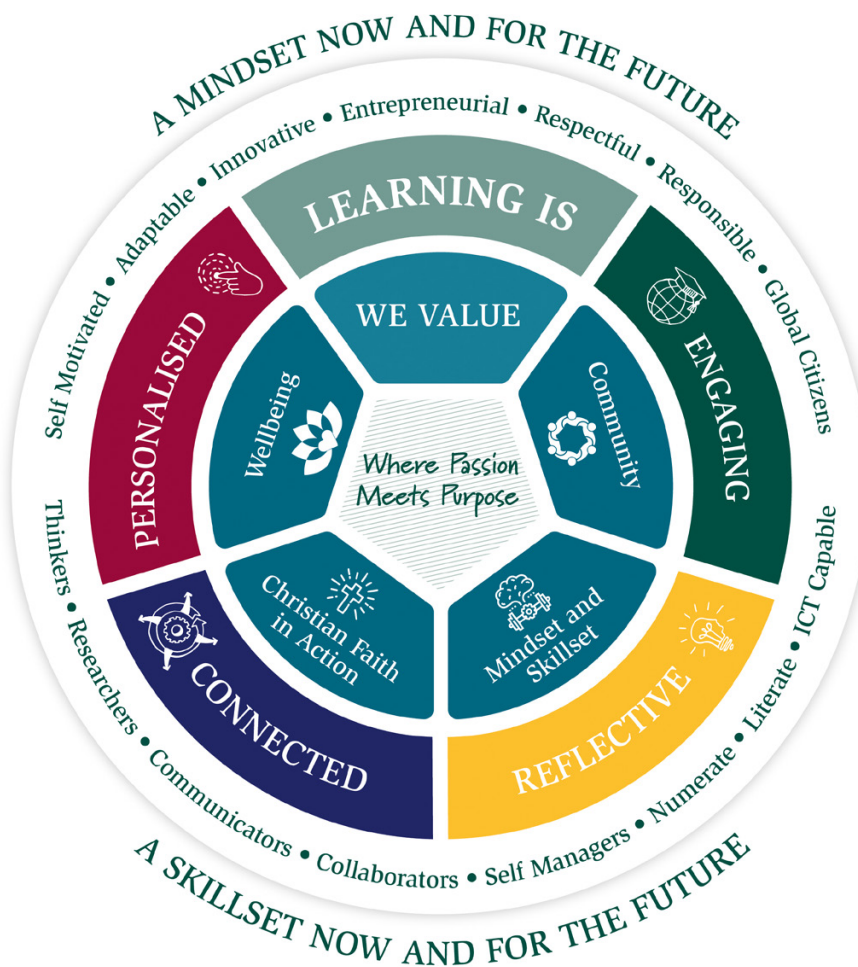 A MINDSET NOW AND FOR THE FUTURE
Self Motivated • Adaptable • Innovative • Entrepreneurial • Respectful • Responsible • Global Citizens
LEARNING IS
PERSONALISED
ENGAGING
WE VALUE
Wellbeing
Community
Where Passion
Meets Purpose
Christian Faith
in Action
Mindset and
Skillset
CONNECTED
REFLECTIVE
Thinkers • Researchers • Communicators • Collaborators • Self Managers • Numerate • Literate • ICT Capable
A SKILLSET NOW AND FOR THE FUTURE